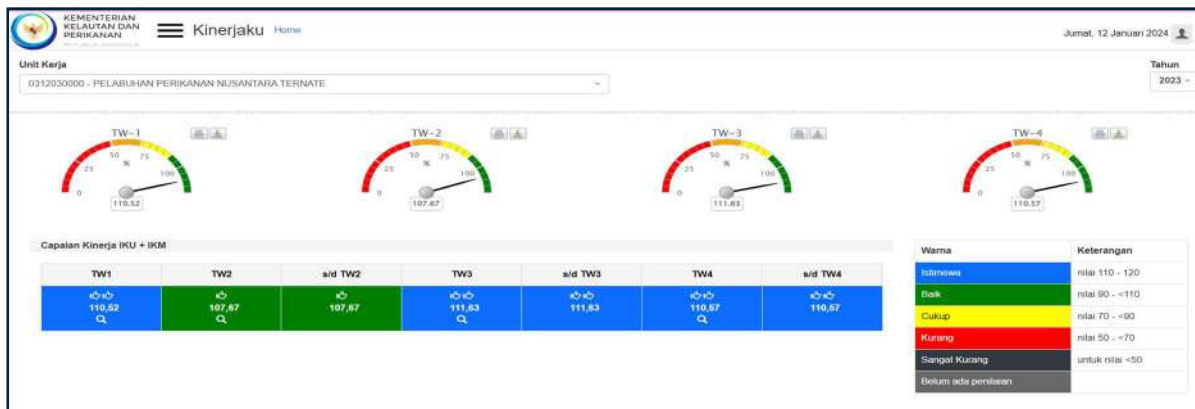 KEMENTERIAN
KELAUTAN DAN
PERIKANAN
Kinerjaku Home
Jumat, 12 Januari 2024
Unit Kerja
Tahun
0312030000 - PELABUHAN PERIKANAN NUSANTARA TERNATE
2023
TW-1
0 25 50 75 100
%
110.52
TW-2
0 25 50 75 100
%
107.67
TW-3
0 25 50 75 100
%
111.63
TW-4
0 25 50 75 100
%
110.57
Capaian Kinerja IKU + IKM
TW1 TW2 s/d TW2 TW3 s/d TW3 TW4 s/d TW4
110,52 107,67 107,67 111,63 111,63 110,57 110,57
Warna Keterangan
Istimewa nilai 110 - 120
Baik nilai 90 - <110
Cukup nilai 70 - <90
Kurang nilai 50 - <70
Sangat Kurang untuk nilai <50
Belum ada penilaian